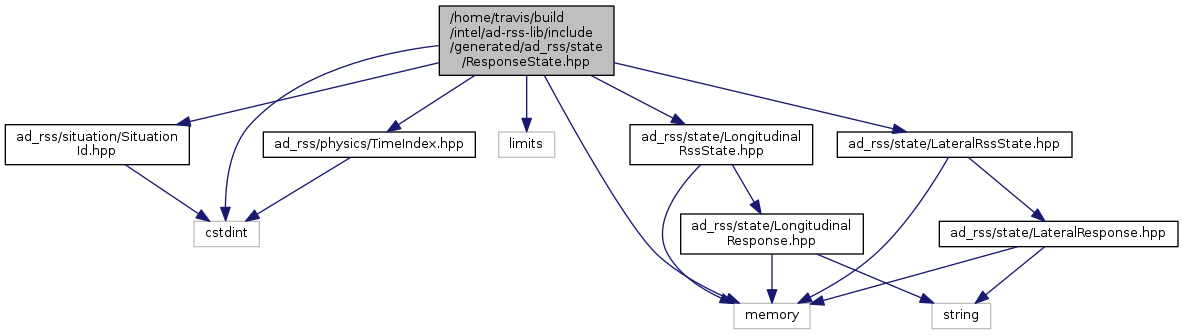 /home/travis/build
/intel/ad-rss-lib/include
/generated/ad_rss/state
/ResponseState.hpp
ad_rss/situation/Situation
Id.hpp
ad_rss/physics/TimeIndex.hpp
limits
ad_rss/state/Longitudinal
RssState.hpp
ad_rss/state/LateralRssState.hpp
cstdint
ad_rss/state/Longitudinal
Response.hpp
ad_rss/state/LateralResponse.hpp
memory
string